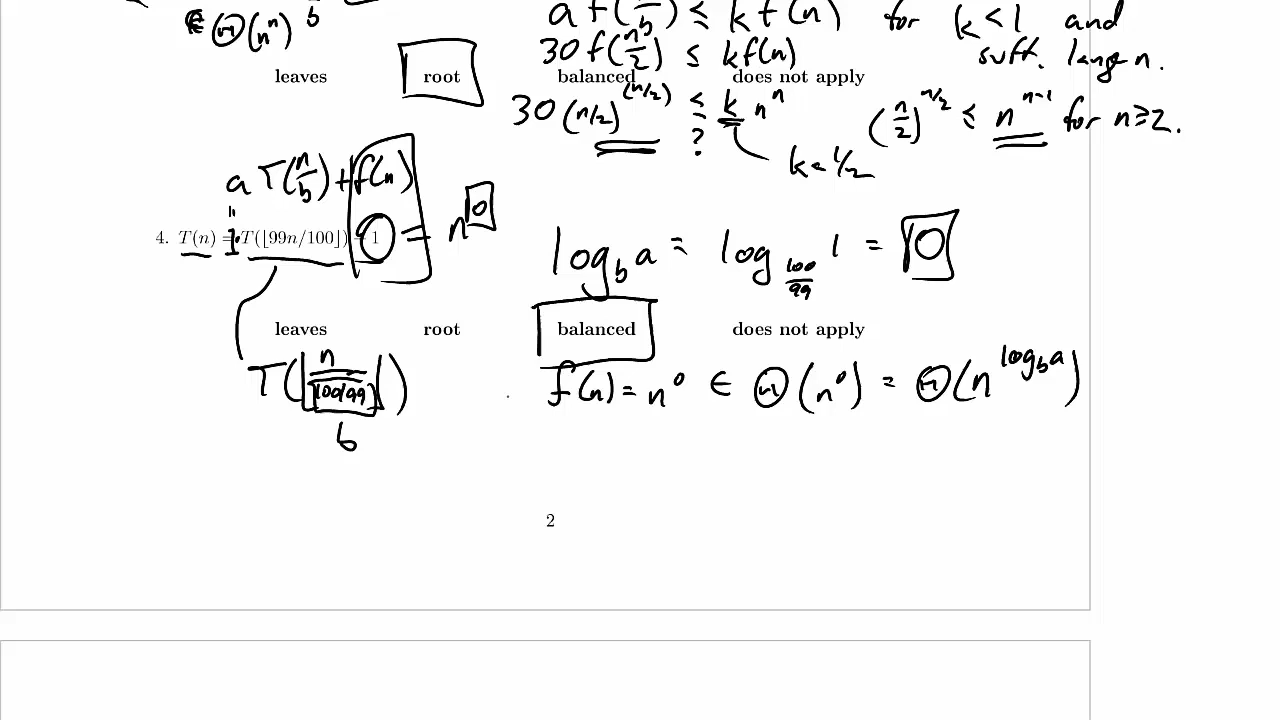 a f(n/b) ≤ k f(n) for k < 1 and
∈ Θ(n^n) b
30 f(n/2) ≤ k f(n) suff. large n.
leaves root balanced does not apply
30 (n/2)^(n/2) ≤ k n^n (n/2)^n/2 ≤ n^n-1 for n ≥ 2.
?
k = 1/2
a T(n/b) + f(n)
"
4. T(n) = 1·T(⌊99n/100⌋) + 1 = n^0 log_b a = log_100/99 1 = 0
leaves root balanced does not apply
T(⌊n/(100/99)⌋) f(n) = n^0 ∈ Θ(n^0) = Θ(n^log_b a)
b
2